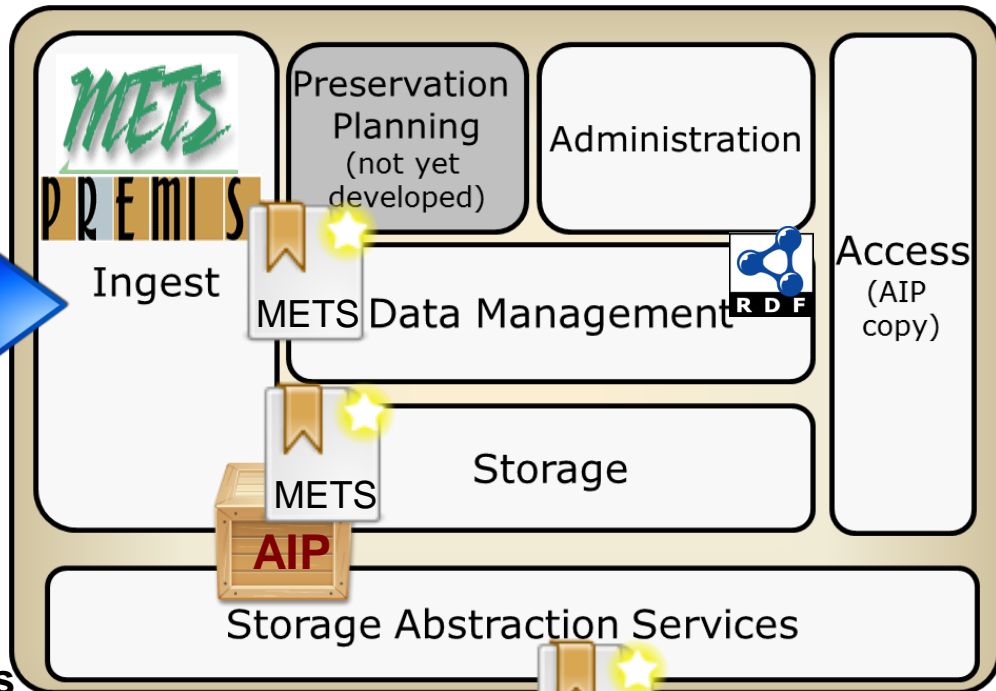 METS
PREMIS
Ingest
Preservation
Planning
(not yet
developed)
Administration
Access
(AIP
copy)
METS
Data Management
RDF
METS
Storage
AIP
Storage Abstraction Services
s